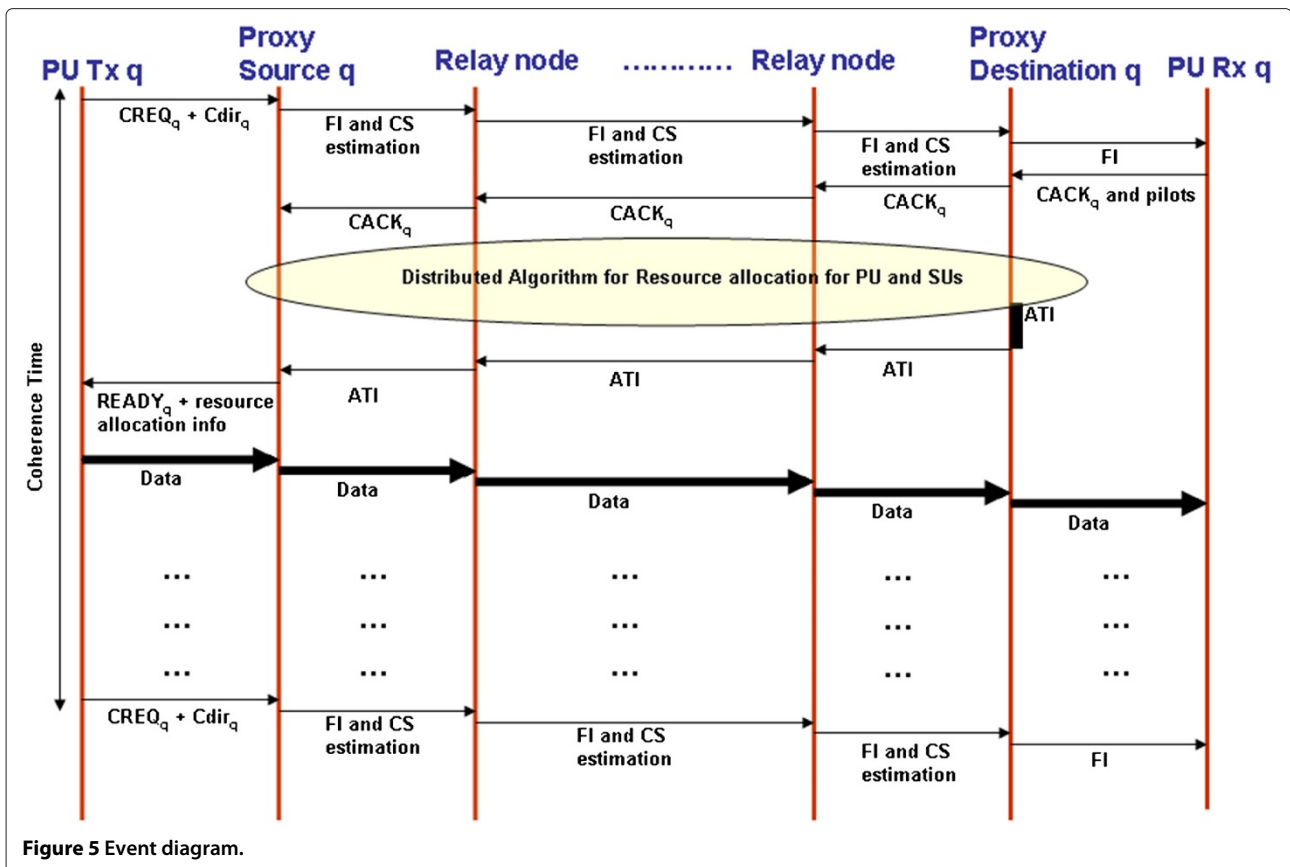 PU Tx q
Proxy
Source q
Relay node
............
Relay node
Proxy
Destination q
PU Rx q
CREQq + Cdirq
FI and CS
estimation
FI and CS
estimation
FI and CS
estimation
FI
CACKq and pilots
CACKq
CACKq
CACKq
Distributed Algorithm for Resource allocation for PU and SUs
ATI
ATI
ATI
ATI
READYq + resource
allocation info
Coherence Time
Data
Data
Data
Data
Data
... ... ... ... ...
... ... ... ... ...
... ... ... ... ...
CREQq + Cdirq
FI and CS
estimation
FI and CS
estimation
FI and CS
estimation
FI
Figure 5 Event diagram.